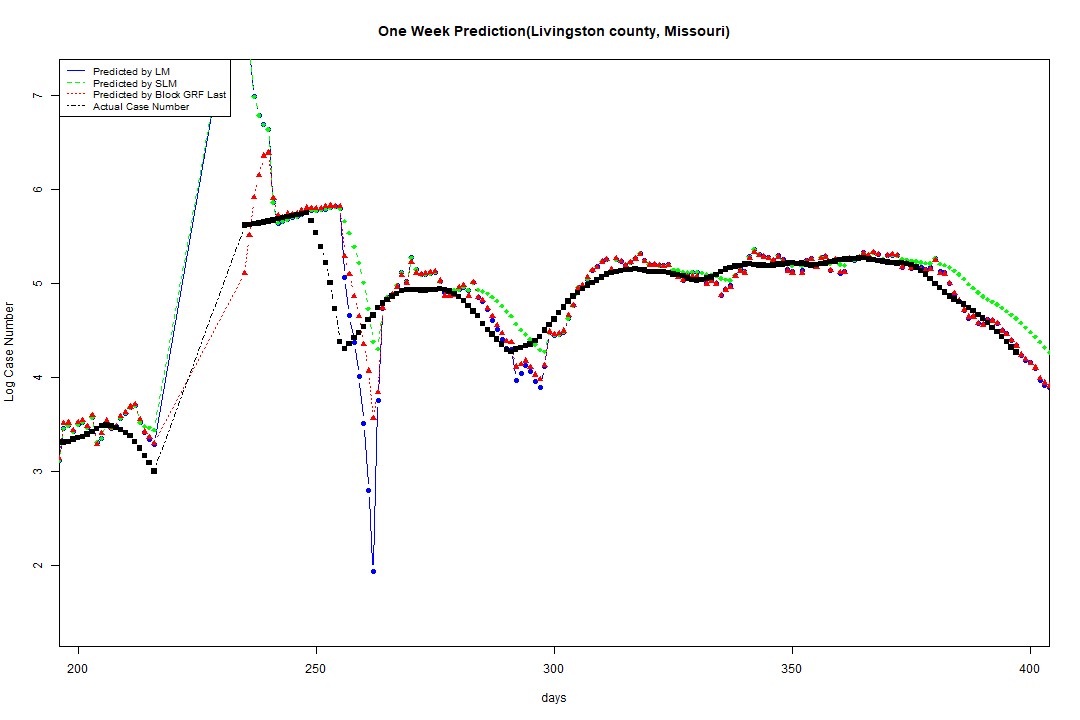 One Week Prediction(Livingston county, Missouri)
Predicted by LM
Predicted by SLM
Predicted by Block GRF Last
Actual Case Number
7
6
5
4
3
2
Log Case Number
200 250 300 350 400
days